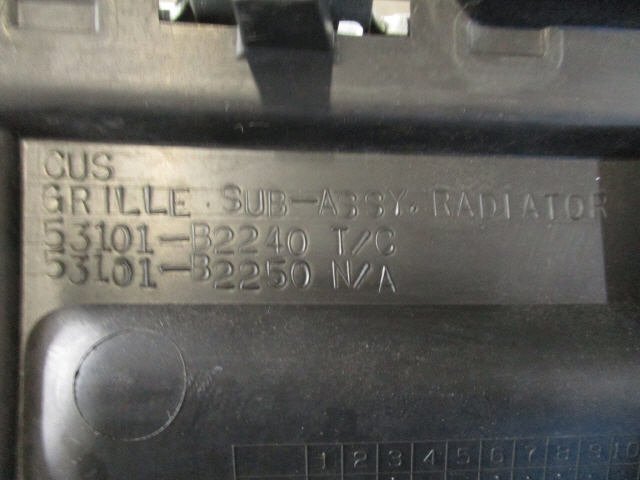 CUS
GRILLE·SUB-ASSY, RADIATOR
53101-B2240 T/C
53101-B2250 N/A
1 2 3 4 5 6 7 8 9 10